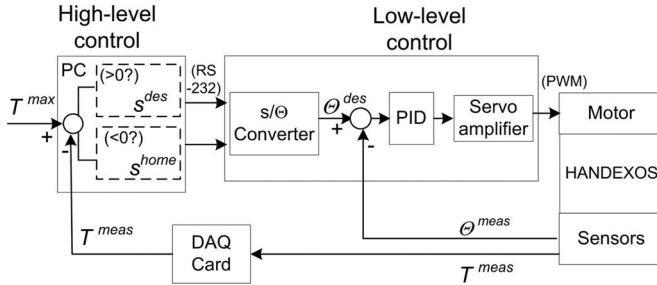 High-level
control
Low-level
control
PC
(>0?)
s^des
(<0?)
s^home
T^max
+
-
(RS
-232)
s/Θ
Converter
Θ^des
+
-
PID
Servo
amplifier
(PWM)
Motor
HANDEXOS
Sensors
Θ^meas
T^meas
DAQ
Card
T^meas